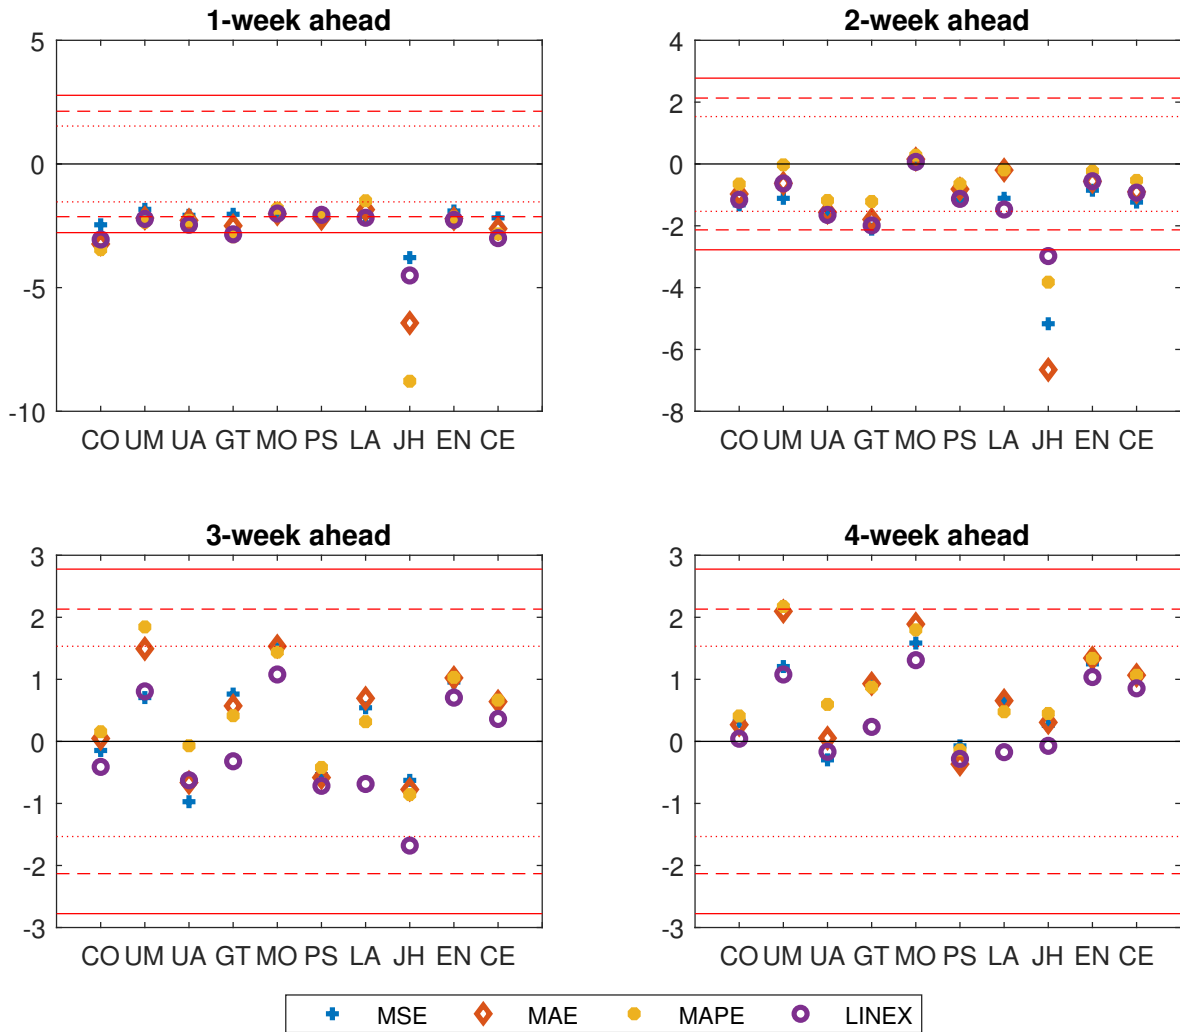 1-week ahead
5
0
-5
-10
CO UM UA GT MO PS LA JH EN CE
2-week ahead
4
2
0
-2
-4
-6
-8
CO UM UA GT MO PS LA JH EN CE
3-week ahead
3
2
1
0
-1
-2
-3
CO UM UA GT MO PS LA JH EN CE
4-week ahead
3
2
1
0
-1
-2
-3
CO UM UA GT MO PS LA JH EN CE
MSE MAE MAPE LINEX